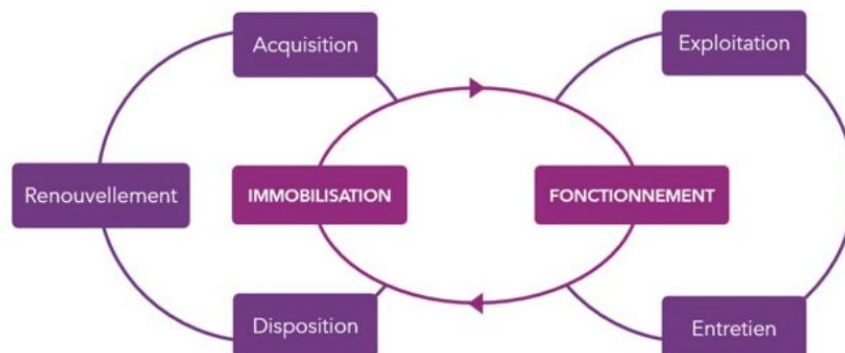 Acquisition
Exploitation
Renouvellement
IMMOBILISATION
FONCTIONNEMENT
Disposition
Entretien